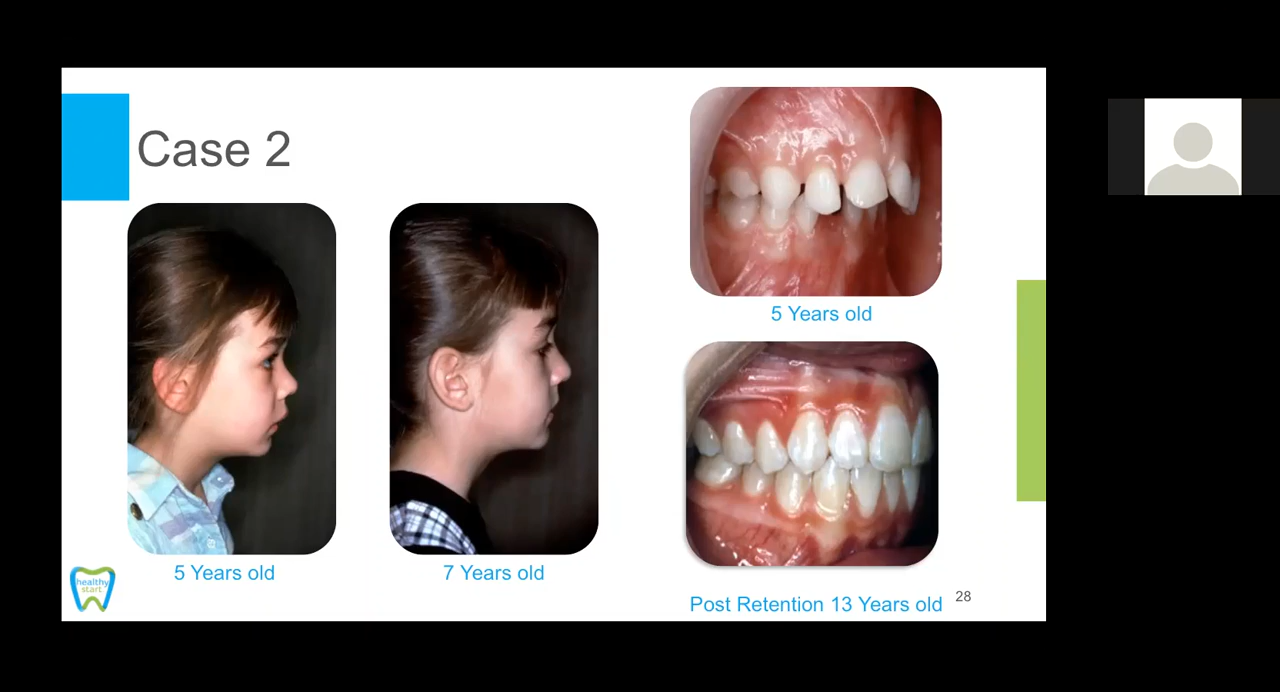 Case 2
5 Years old
5 Years old
7 Years old
Post Retention 13 Years old
28
healthy
start